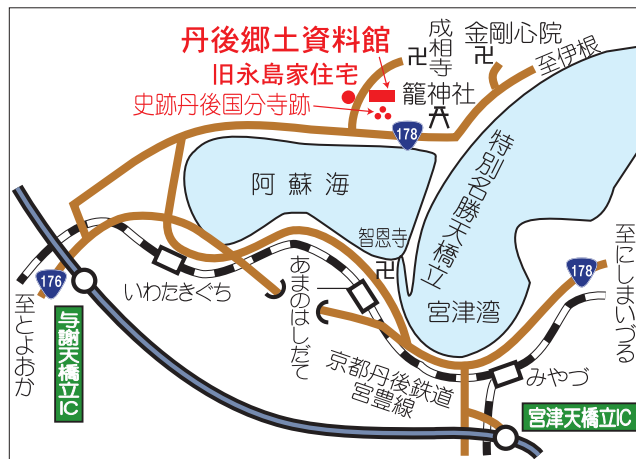 丹後郷土資料館
旧永島家住宅
史跡丹後国分寺跡
成相寺
金剛心院
至伊根
籠神社
178
特別名勝天橋立
阿蘇海
智恩寺
176
至とよおか
いわたきぐち
あまのはしだて
宮津湾
178
至にしまいづる
与謝天橋立IC
京都丹後鉄道
宮豊線
みやづ
宮津天橋立IC